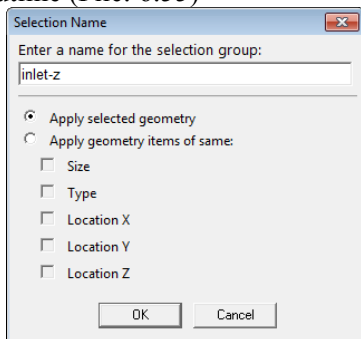 Selection Name
Enter a name for the selection group:
inlet-z
Apply selected geometry
Apply geometry items of same:
Size
Type
Location X
Location Y
Location Z
OK Cancel